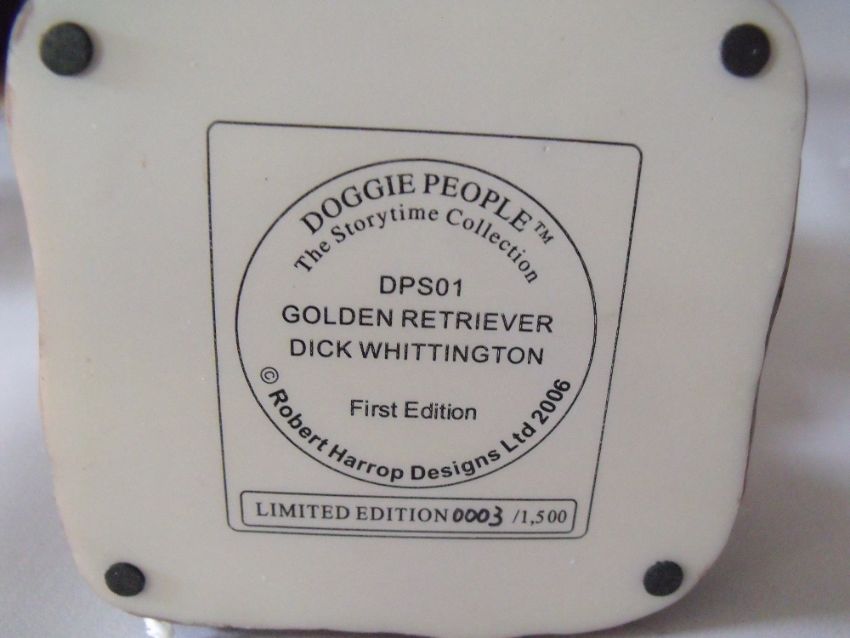 DOGGIE PEOPLE™
The Storytime Collection
DPS01
GOLDEN RETRIEVER
DICK WHITTINGTON
First Edition
© Robert Harrop Designs Ltd 2006
LIMITED EDITION 0003 /1,500